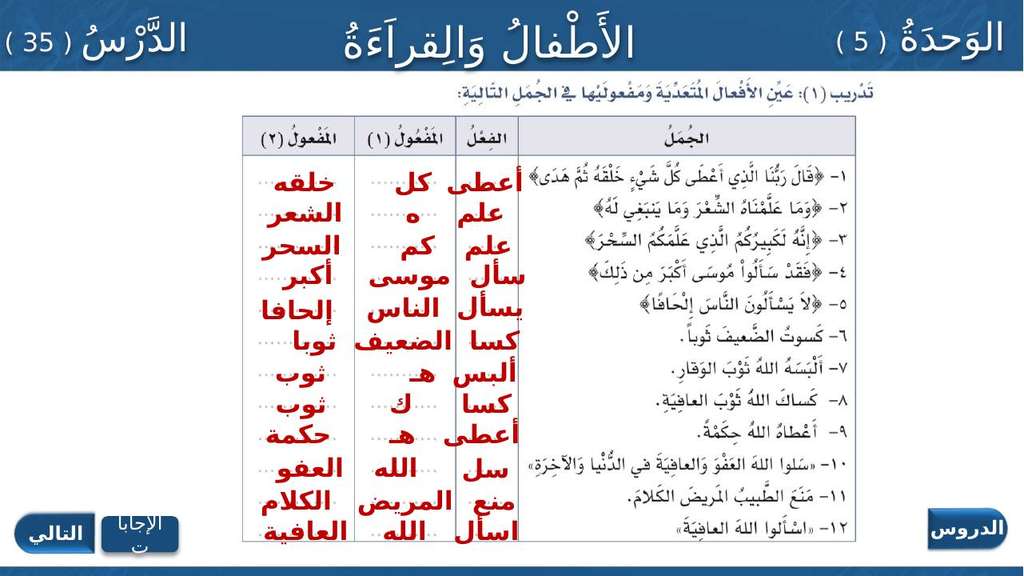 الوَحدَةُ ( 5 )
الأَطْفالُ وَالِقراَءَةُ
الدَّرْسُ ( 35 )
تَدْريب (١): عَيِّنِ الأَفْعالَ المُتَعَدِّيَةَ وَمَفْعولَيْها في الجُمَلِ التّالِيَةِ:
الجُمَلُ الفِعْلُ المَفْعُولُ (١) المَفْعولُ (٢)
١- ﴿قَالَ رَبُّنَا الَّذِي أَعْطَى كُلَّ شَيْءٍ خَلْقَهُ ثُمَّ هَدَى﴾ أعطى كل خلقه
٢- ﴿وَمَا عَلَّمْنَاهُ الشِّعْرَ وَمَا يَنبَغِي لَهُ﴾ علم ه الشعر
٣- ﴿إِنَّهُ لَكَبِيرُكُمُ الَّذِي عَلَّمَكُمُ السِّحْرَ﴾ علم كم السحر
٤- ﴿فَقَدْ سَأَلُواْ مُوسَى أَكْبَرَ مِن ذَلِكَ﴾ سأل موسى أكبر
٥- ﴿لاَ يَسْأَلُونَ النَّاسَ إِلْحَافًا﴾ يسأل الناس إلحافا
٦- كَسوتُ الضَّعيفَ ثَوباً. كسا الضعيف ثوبا
٧- أَلْبَسَهُ اللهُ ثَوْبَ الوَقارِ. ألبس هـ ثوب
٨- كَساكَ اللهُ ثَوْبَ العافِيَةِ. كسا ك ثوب
٩- أَعْطاهُ اللهُ حِكَمْةً. أعطى هـ حكمة
١٠- «سَلوا اللهَ العَفْوَ وَالعافِيَةَ في الدُّنْيا وَالآخِرَةِ» سل الله العفو
١١- مَنَعَ الطَّبيبُ المَريضَ الكَلامَ. منع المريض الكلام
١٢- «اسْأَلوا اللهَ العافِيَةَ» اسأل الله العافية
الدروس
الإجابا
ت
التالي